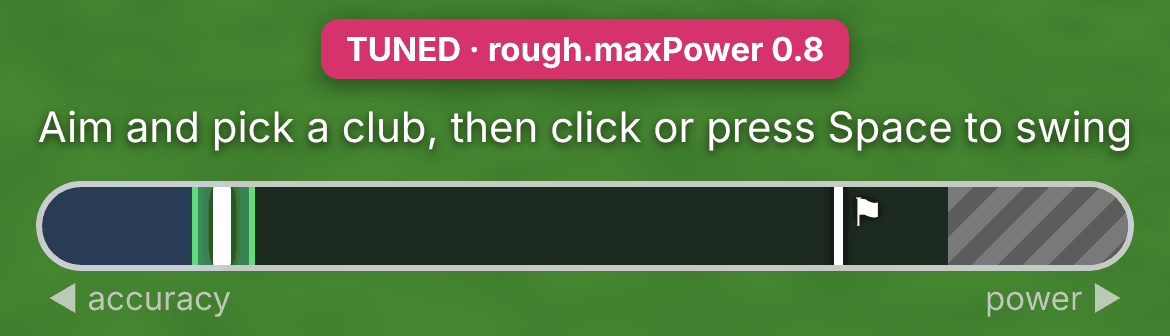 TUNED · rough.maxPower 0.8
Aim and pick a club, then click or press Space to swing
◀ accuracy
power ▶